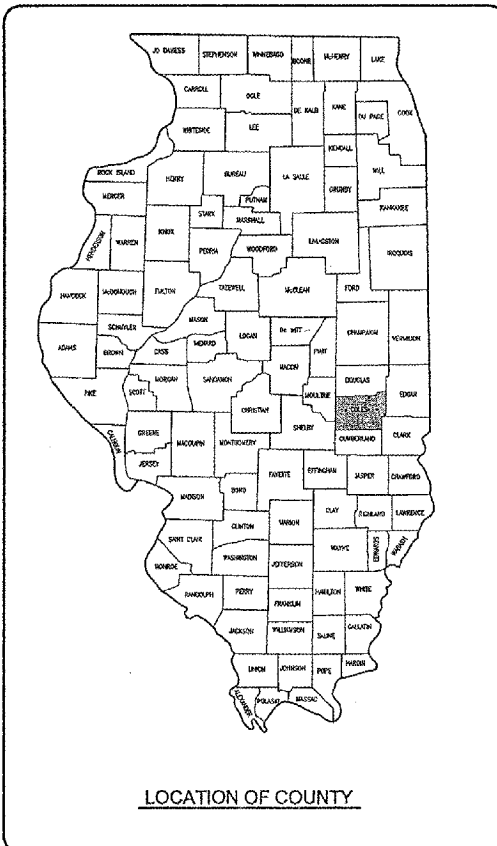 JO DAVIESS STEPHENSON WINNEBAGO BOONE McHENRY LAKE
CARROLL OGLE DE KALB KANE COOK
DU PAGE
WHITESIDE LEE
KENDALL WILL
ROCK ISLAND HENRY BUREAU LA SALLE GRUNDY
MERCER PUTNAM KANKAKEE
STARK MARSHALL
HENDERSON WARREN KNOX PEORIA WOODFORD LIVINGSTON IROQUOIS
HANCOCK McDONOUGH FULTON TAZEWELL McCLEAN FORD
MASON
SCHUYLER LOGAN DE WITT CHAMPAIGN VERMILION
ADAMS BROWN CASS MENARD PIATT
MACON
MORGAN SANGAMON DOUGLAS
PIKE SCOTT MOULTRIE EDGAR
CHRISTIAN COLES
GREENE SHELBY
CALHOUN MACOUPIN MONTGOMERY CUMBERLAND CLARK
JERSEY
FAYETTE EFFINGHAM JASPER CRAWFORD
MADISON BOND
CLAY RICHLAND LAWRENCE
CLINTON MARION
SAINT CLAIR WAYNE EDWARDS WABASH
WASHINGTON JEFFERSON
MONROE
RANDOLPH PERRY HAMILTON WHITE
FRANKLIN
JACKSON WILLIAMSON SALINE GALLATIN
UNION JOHNSON POPE HARDIN
ALEXANDER PULASKI MASSAC
LOCATION OF COUNTY